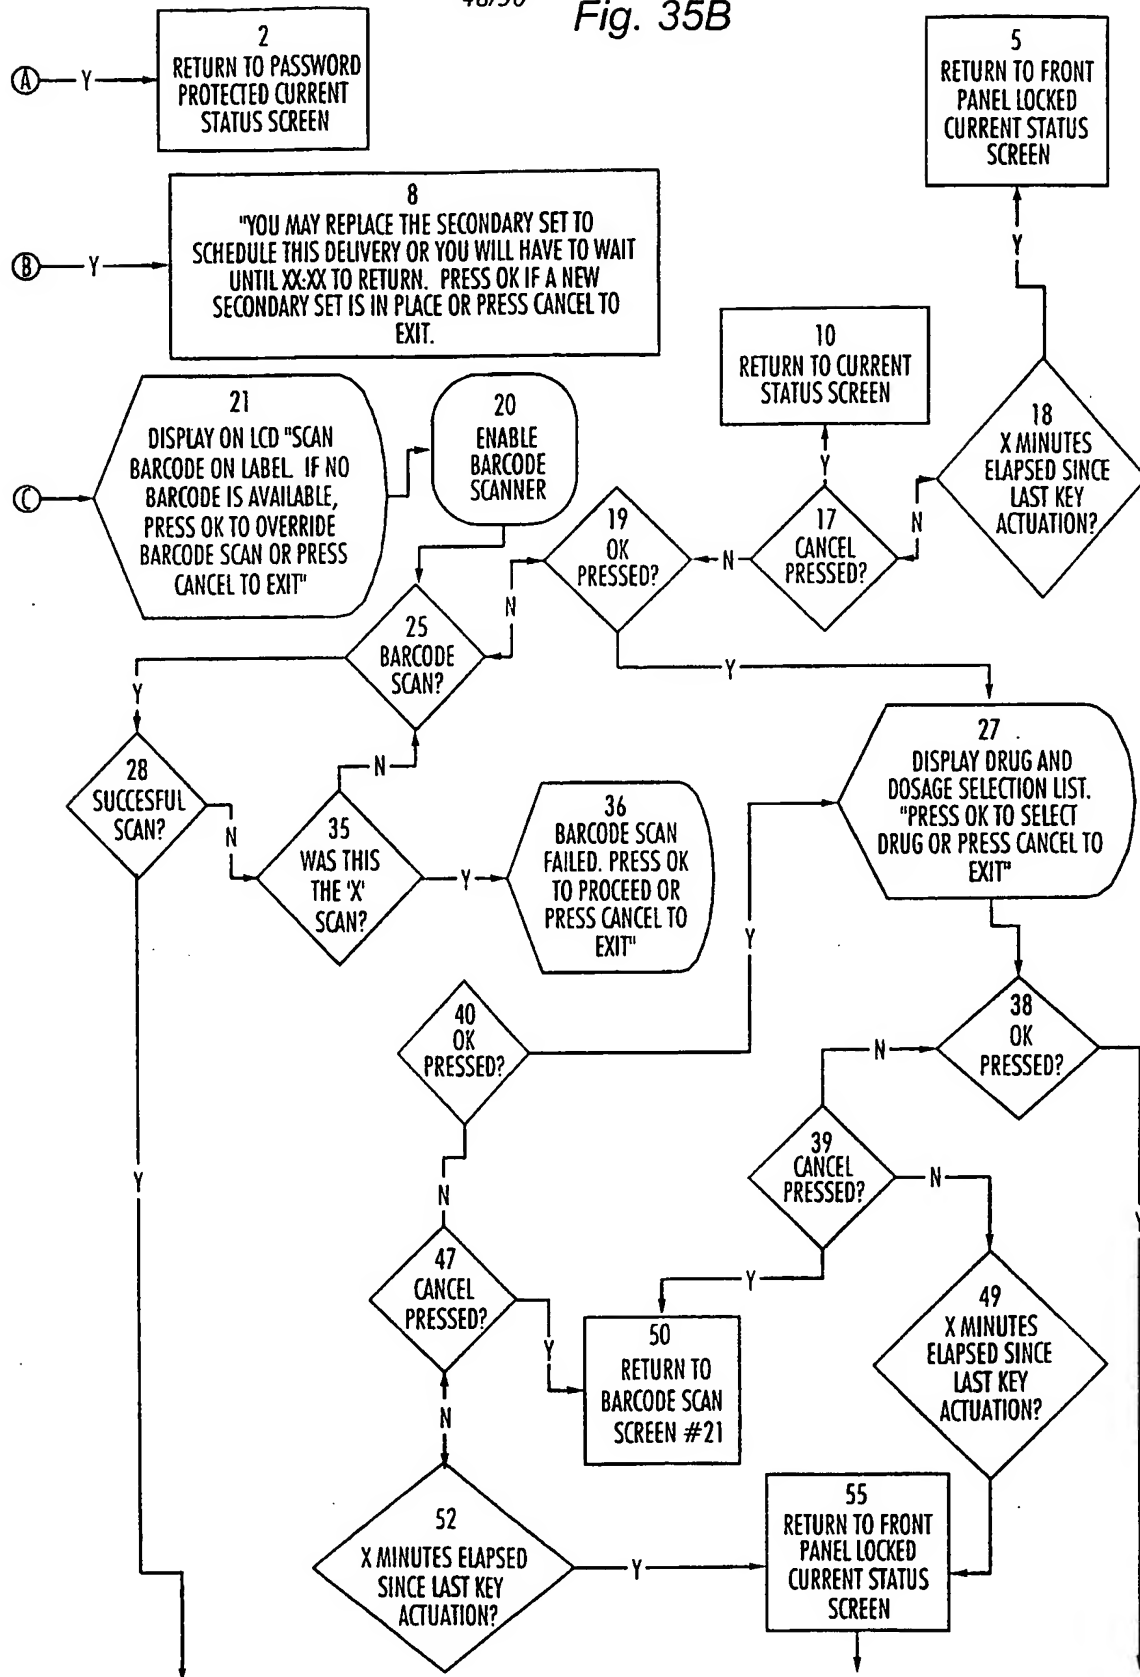 48/90
Fig. 35B
A
Y
2
RETURN TO PASSWORD
PROTECTED CURRENT
STATUS SCREEN
5
RETURN TO FRONT
PANEL LOCKED
CURRENT STATUS
SCREEN
B
Y
8
"YOU MAY REPLACE THE SECONDARY SET TO
SCHEDULE THIS DELIVERY OR YOU WILL HAVE TO WAIT
UNTIL XX:XX TO RETURN. PRESS OK IF A NEW
SECONDARY SET IS IN PLACE OR PRESS CANCEL TO
EXIT.
Y
10
RETURN TO CURRENT
STATUS SCREEN
Y
C
21
DISPLAY ON LCD "SCAN
BARCODE ON LABEL. IF NO
BARCODE IS AVAILABLE,
PRESS OK TO OVERRIDE
BARCODE SCAN OR PRESS
CANCEL TO EXIT"
20
ENABLE
BARCODE
SCANNER
19
OK
PRESSED?
N
17
CANCEL
PRESSED?
N
18
X MINUTES
ELAPSED SINCE
LAST KEY
ACTUATION?
N
25
BARCODE
SCAN?
Y
Y
28
SUCCESFUL
SCAN?
N
N
35
WAS THIS
THE 'X'
SCAN?
Y
36
BARCODE SCAN
FAILED. PRESS OK
TO PROCEED OR
PRESS CANCEL TO
EXIT"
27
DISPLAY DRUG AND
DOSAGE SELECTION LIST.
"PRESS OK TO SELECT
DRUG OR PRESS CANCEL TO
EXIT"
Y
40
OK
PRESSED?
N
38
OK
PRESSED?
Y
N
39
CANCEL
PRESSED?
N
Y
47
CANCEL
PRESSED?
Y
Y
50
RETURN TO
BARCODE SCAN
SCREEN #21
49
X MINUTES
ELAPSED SINCE
LAST KEY
ACTUATION?
N
52
X MINUTES ELAPSED
SINCE LAST KEY
ACTUATION?
Y
55
RETURN TO FRONT
PANEL LOCKED
CURRENT STATUS
SCREEN